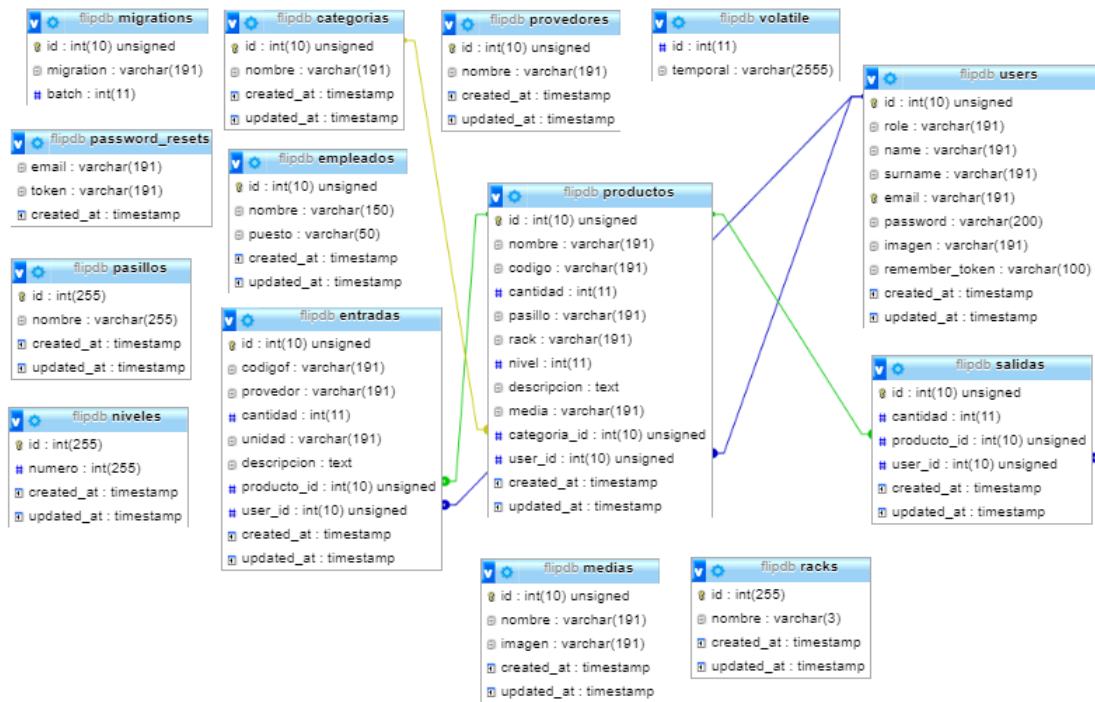 flipdb migrations
id : int(10) unsigned
migration : varchar(191)
batch : int(11)
flipdb categorias
id : int(10) unsigned
nombre : varchar(191)
created_at : timestamp
updated_at : timestamp
flipdb provedores
id : int(10) unsigned
nombre : varchar(191)
created_at : timestamp
updated_at : timestamp
flipdb volatile
id : int(11)
temporal : varchar(2555)
flipdb users
id : int(10) unsigned
role : varchar(191)
name : varchar(191)
surname : varchar(191)
email : varchar(191)
password : varchar(200)
imagen : varchar(191)
remember_token : varchar(100)
created_at : timestamp
updated_at : timestamp
flipdb password_resets
email : varchar(191)
token : varchar(191)
created_at : timestamp
flipdb empleados
id : int(10) unsigned
nombre : varchar(150)
puesto : varchar(50)
created_at : timestamp
updated_at : timestamp
flipdb productos
id : int(10) unsigned
nombre : varchar(191)
codigo : varchar(191)
cantidad : int(11)
pasillo : varchar(191)
rack : varchar(191)
nivel : int(11)
descripcion : text
media : varchar(191)
categoria_id : int(10) unsigned
user_id : int(10) unsigned
created_at : timestamp
updated_at : timestamp
flipdb pasillos
id : int(255)
nombre : varchar(255)
created_at : timestamp
updated_at : timestamp
flipdb entradas
id : int(10) unsigned
codigof : varchar(191)
provedor : varchar(191)
cantidad : int(11)
unidad : varchar(191)
descripcion : text
producto_id : int(10) unsigned
user_id : int(10) unsigned
created_at : timestamp
updated_at : timestamp
flipdb salidas
id : int(10) unsigned
cantidad : int(11)
producto_id : int(10) unsigned
user_id : int(10) unsigned
created_at : timestamp
updated_at : timestamp
flipdb niveles
id : int(255)
numero : int(255)
created_at : timestamp
updated_at : timestamp
flipdb medias
id : int(10) unsigned
nombre : varchar(191)
imagen : varchar(191)
created_at : timestamp
updated_at : timestamp
flipdb racks
id : int(255)
nombre : varchar(3)
created_at : timestamp
updated_at : timestamp